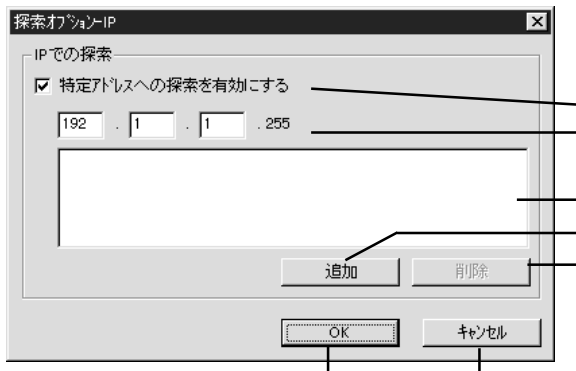 探索ｵﾌﾟｼｮﾝ-IP
IPでの探索
特定ｱﾄﾞﾚｽへの探索を有効にする
192 . 1 . 1 . 255
追加 削除
OK ｷｬﾝｾﾙ